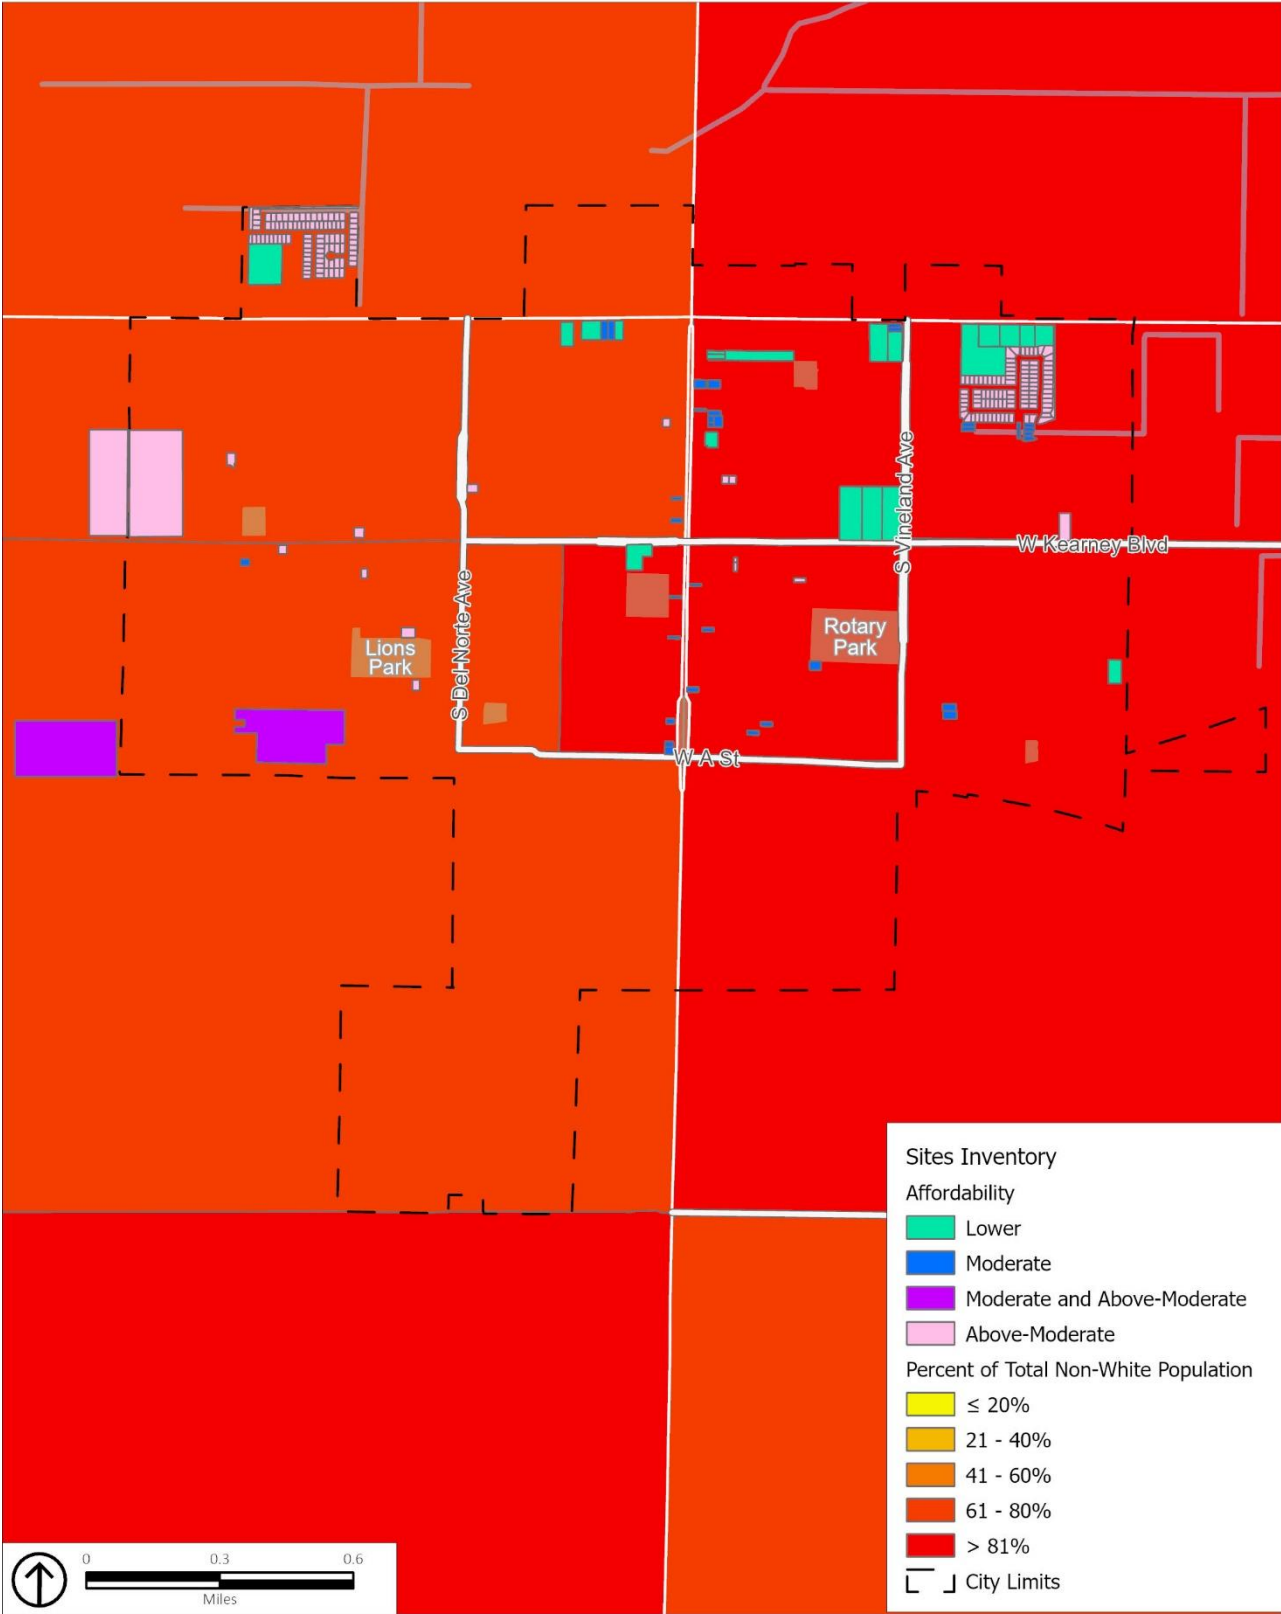 S Vineland Ave
W Kearney Blvd
S Del Norte Ave
Lions
Park
Rotary
Park
W A St
Sites Inventory
Affordability
Lower
Moderate
Moderate and Above-Moderate
Above-Moderate
Percent of Total Non-White Population
≤ 20%
21 - 40%
41 - 60%
61 - 80%
> 81%
City Limits
0 0.3 0.6
Miles